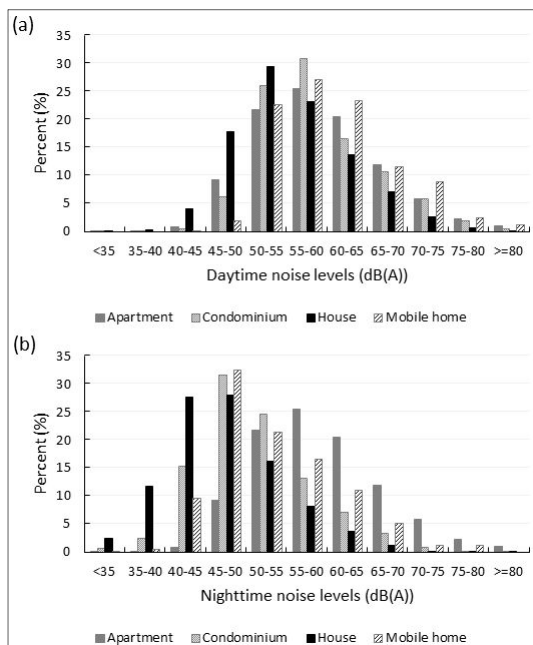 (a)
35
30
25
20
15
10
5
0
Percent (%)
<35 35-40 40-45 45-50 50-55 55-60 60-65 65-70 70-75 75-80 >=80
Daytime noise levels (dB(A))
Apartment Condominium House Mobile home
(b)
35
30
25
20
15
10
5
0
Percent (%)
<35 35-40 40-45 45-50 50-55 55-60 60-65 65-70 70-75 75-80 >=80
Nighttime noise levels (dB(A))
Apartment Condominium House Mobile home